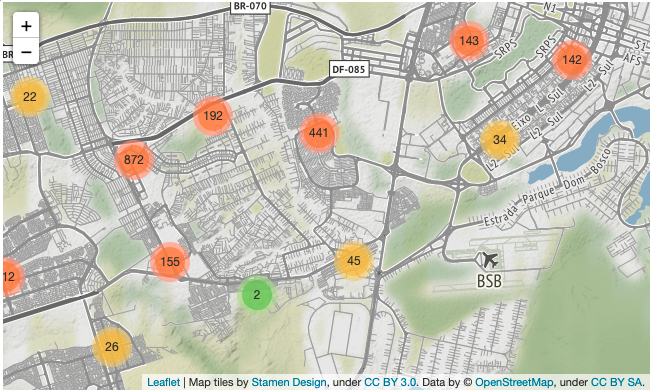 +
−
BR-070
N1
143
SRPS
SRPS
142
S1
AFS
L2 Sul
DF-085
22
192
441
Eixo L Sul
34
L2 Sul
872
Estrada Parque Dom Bosco
155
45
BSB
12
2
26
Leaflet | Map tiles by Stamen Design, under CC BY 3.0. Data by © OpenStreetMap, under CC BY SA.